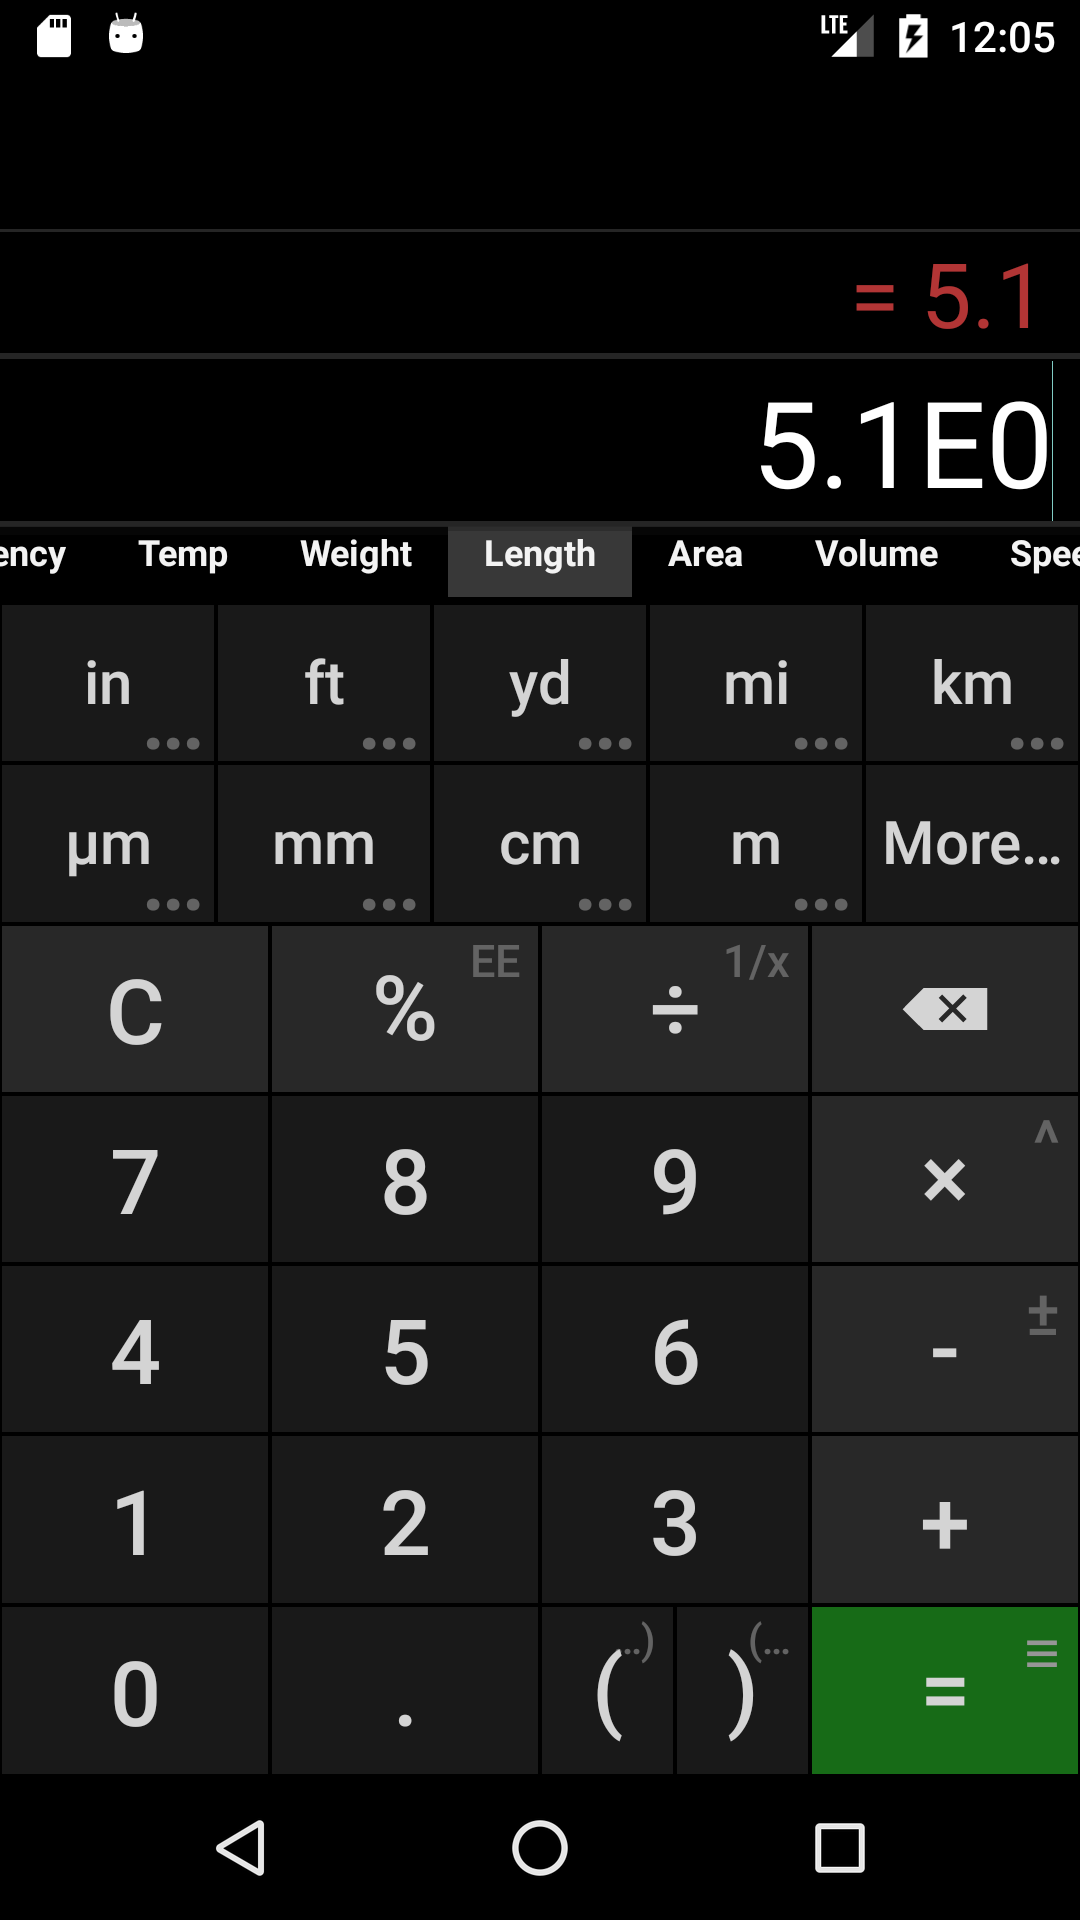 LTE 12:05
= 5.1
5.1E0
ency Temp Weight Length Area Volume Spee
in ft yd mi km
µm mm cm m More...
C % EE ÷ 1/x
7 8 9 × ^
4 5 6 - ±
1 2 3 +
0 . ( ..) ) (... = ≡